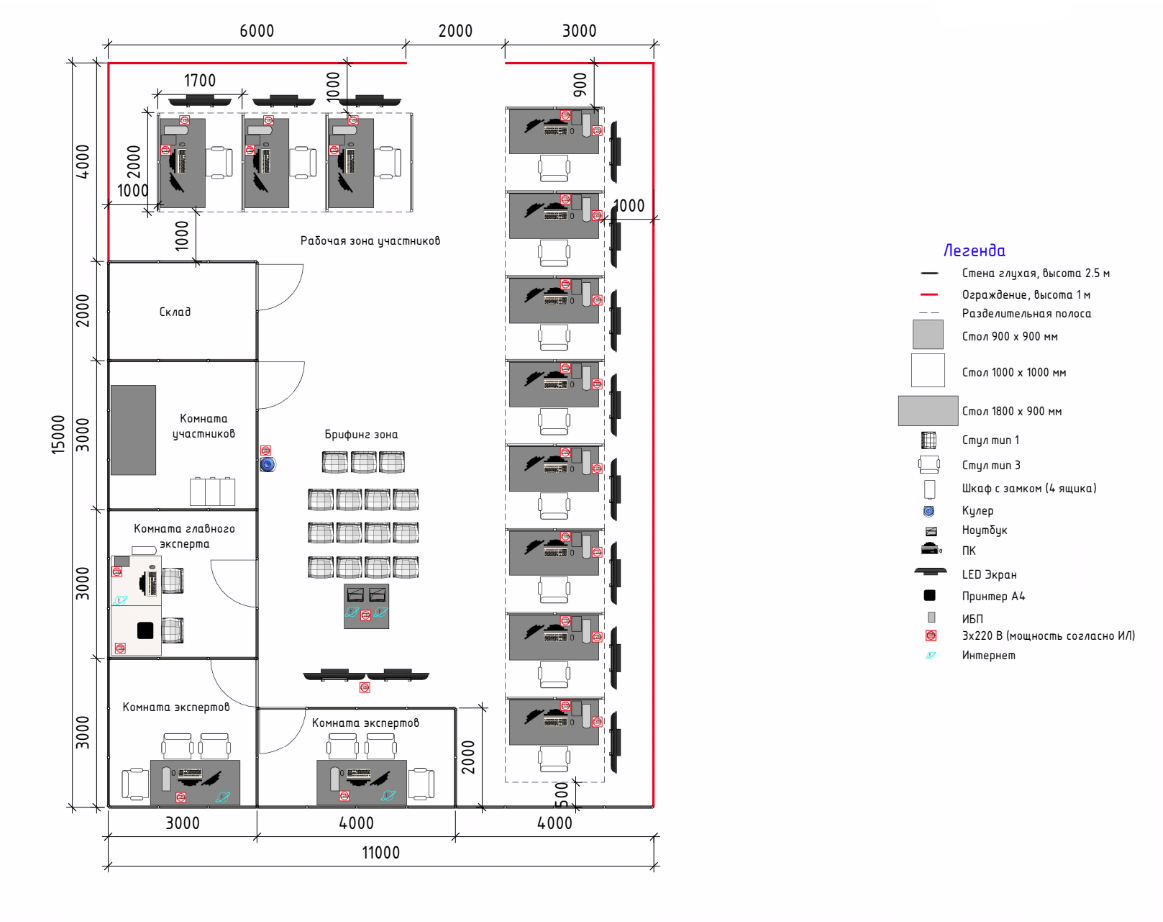 6000
2000
3000
1700
1000
900
4000
2000
1000
1000
1000
Рабочая зона участников
2000
Склад
15000
3000
Комната
участников
Брифинг зона
3000
Комната главного
эксперта
3000
Комната экспертов
Комната экспертов
2000
500
3000
4000
4000
11000
Легенда
Стена глухая, высота 2.5 м
Ограждение, высота 1 м
Разделительная полоса
Стол 900 x 900 мм
Стол 1000 x 1000 мм
Стол 1800 x 900 мм
Стул тип 1
Стул тип 3
Шкаф с замком (4 ящика)
Кулер
Ноутбук
ПК
LED Экран
Принтер А4
ИБП
3x220 В (мощность согласно ИЛ)
Интернет